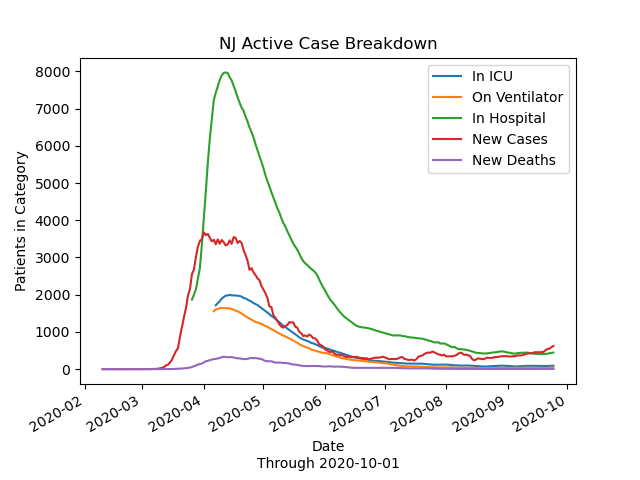 NJ Active Case Breakdown
In ICU
On Ventilator
In Hospital
New Cases
New Deaths
Patients in Category
8000
7000
6000
5000
4000
3000
2000
1000
0
2020-02
2020-03
2020-04
2020-05
2020-06
2020-07
2020-08
2020-09
2020-10
Date
Through 2020-10-01